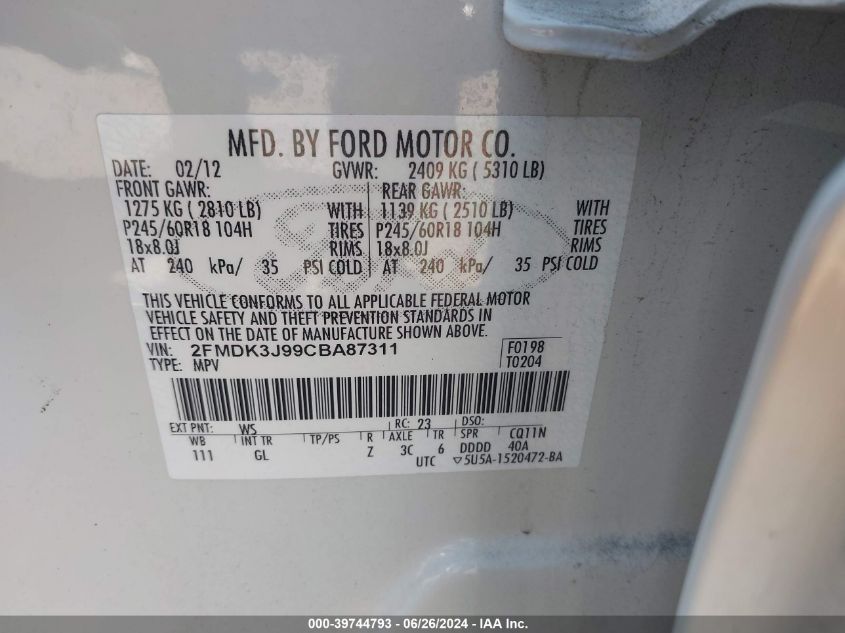 MFD. BY FORD MOTOR CO.
DATE: 02/12 GVWR: 2409 KG ( 5310 LB)
FRONT GAWR: REAR GAWR:
1275 KG ( 2810 LB) WITH 1139 KG ( 2510 LB) WITH
P245/60R18 104H TIRES P245/60R18 104H TIRES
18x8.0J RIMS 18x8.0J RIMS
AT 240 kPa/ 35 PSI COLD AT 240 kPa/ 35 PSI COLD
THIS VEHICLE CONFORMS TO ALL APPLICABLE FEDERAL MOTOR
VEHICLE SAFETY AND THEFT PREVENTION STANDARDS IN
EFFECT ON THE DATE OF MANUFACTURE SHOWN ABOVE.
VIN: 2FMDK3J99CBA87311 F0198
TYPE: MPV T0204
EXT PNT: WS RC: 23 DSO:
WB INT TR TP/PS R AXLE TR SPR CQ11N
111 GL Z 3C 6 DDDD 40A
UTC ▽5U5A-1520472-BA
000-39744793 - 06/26/2024 - IAA Inc.